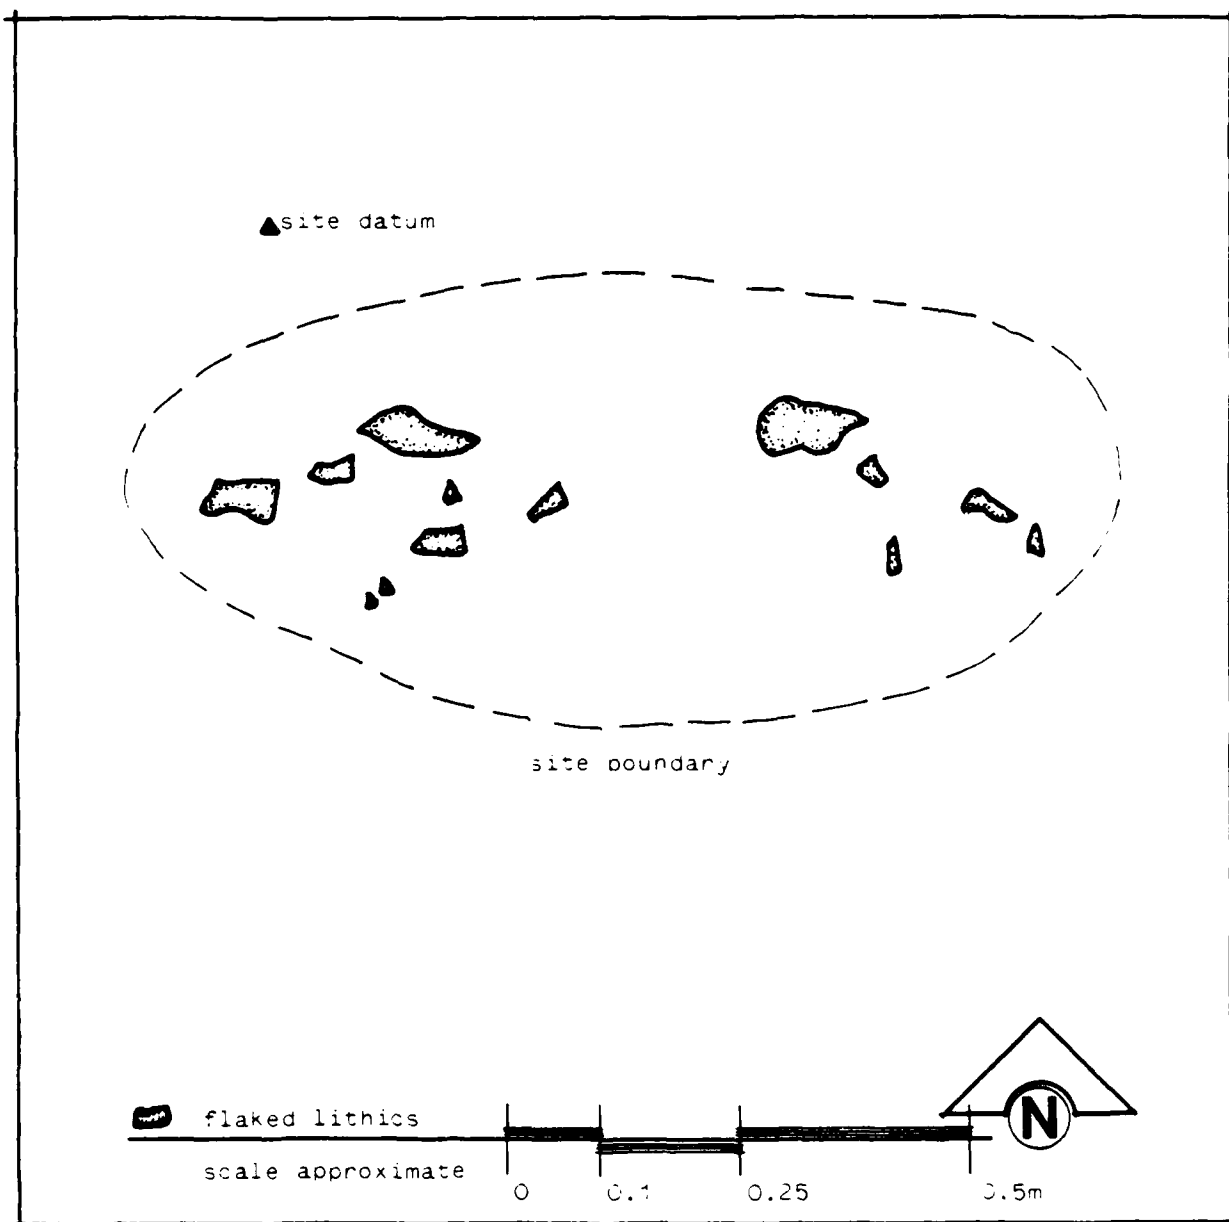 site datum
site boundary
flaked lithics
scale approximate
0 0.1 0.25 0.5m
N